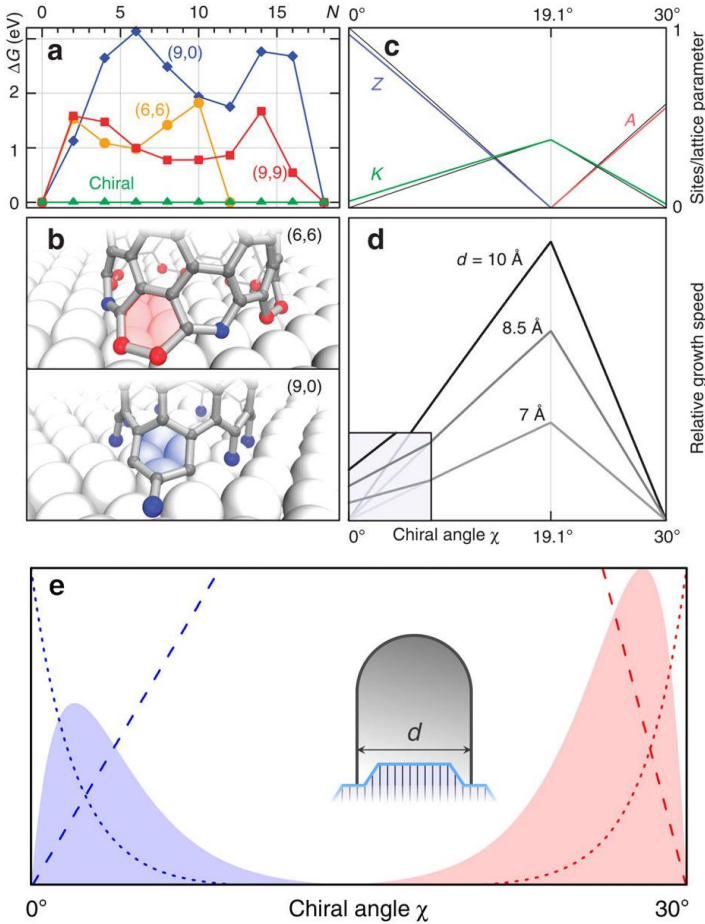 0 5 10 15 N
ΔG (eV)
2
1
0
a
(9,0)
(6,6)
(9,9)
Chiral
0° 19.1° 30°
c
1
Z
A
K
0
Sites/lattice parameter
b
(6,6)
(9,0)
d
d = 10 Å
8.5 Å
7 Å
Relative growth speed
0° Chiral angle χ 19.1° 30°
e
d
0° Chiral angle χ 30°